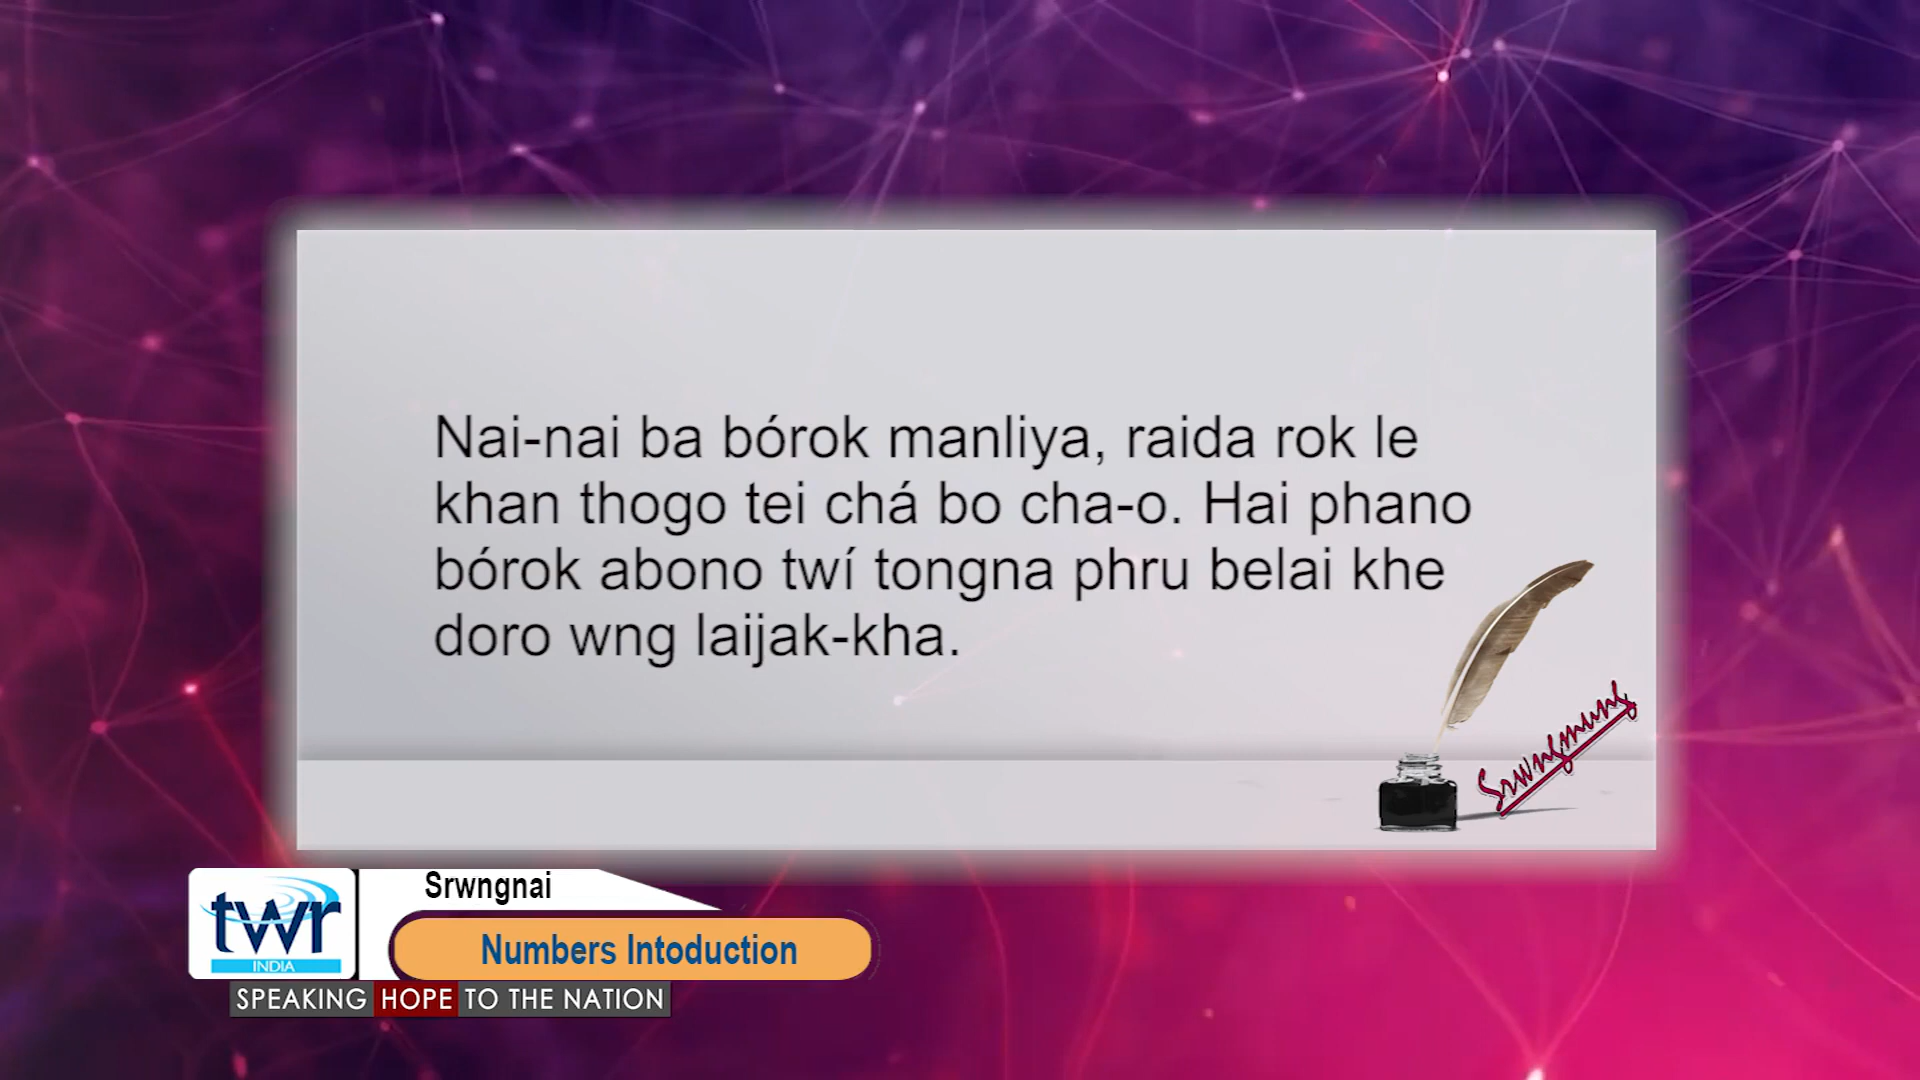 Nai-nai ba bórok manliya, raida rok le
khan thogo tei chá bo cha-o. Hai phano
bórok abono twí tongna phru belai khe
doro wng laijak-kha.
Srwngmung
Srwngnai
twr
INDIA
Numbers Intoduction
SPEAKING HOPE TO THE NATION